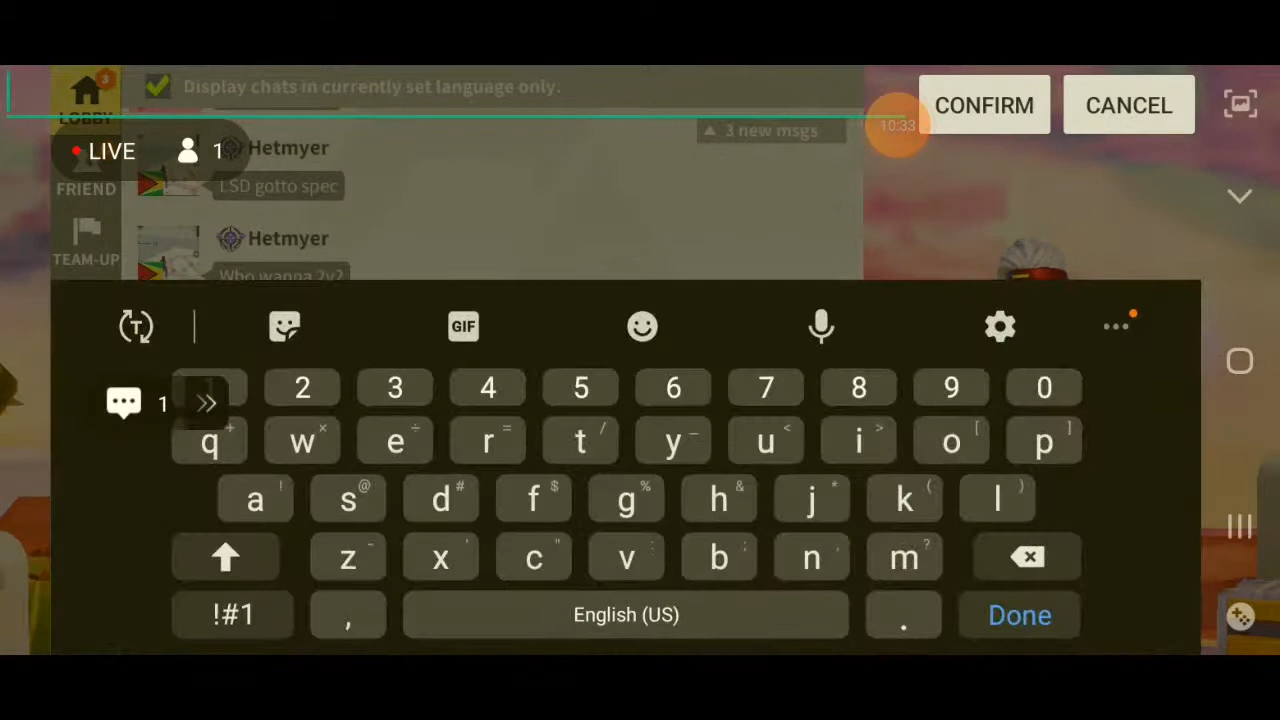 3
Display chats in currently set language only.
CONFIRM
CANCEL
LOBBY
10:33
▲ 3 new msgs
LIVE
1
Hetmyer
FRIEND
LSD gotto spec
Hetmyer
TEAM-UP
Who wanna 2v2
T
GIF
...
2 3 4 5 6 7 8 9 0
1 >>
q + w × e ÷ r = t / y _ u < i > o [ p ]
a ! s @ d # f $ g % h & j * k ( l )
z - x ' c " v : b ; n , m ?
!#1 , English (US) . Done